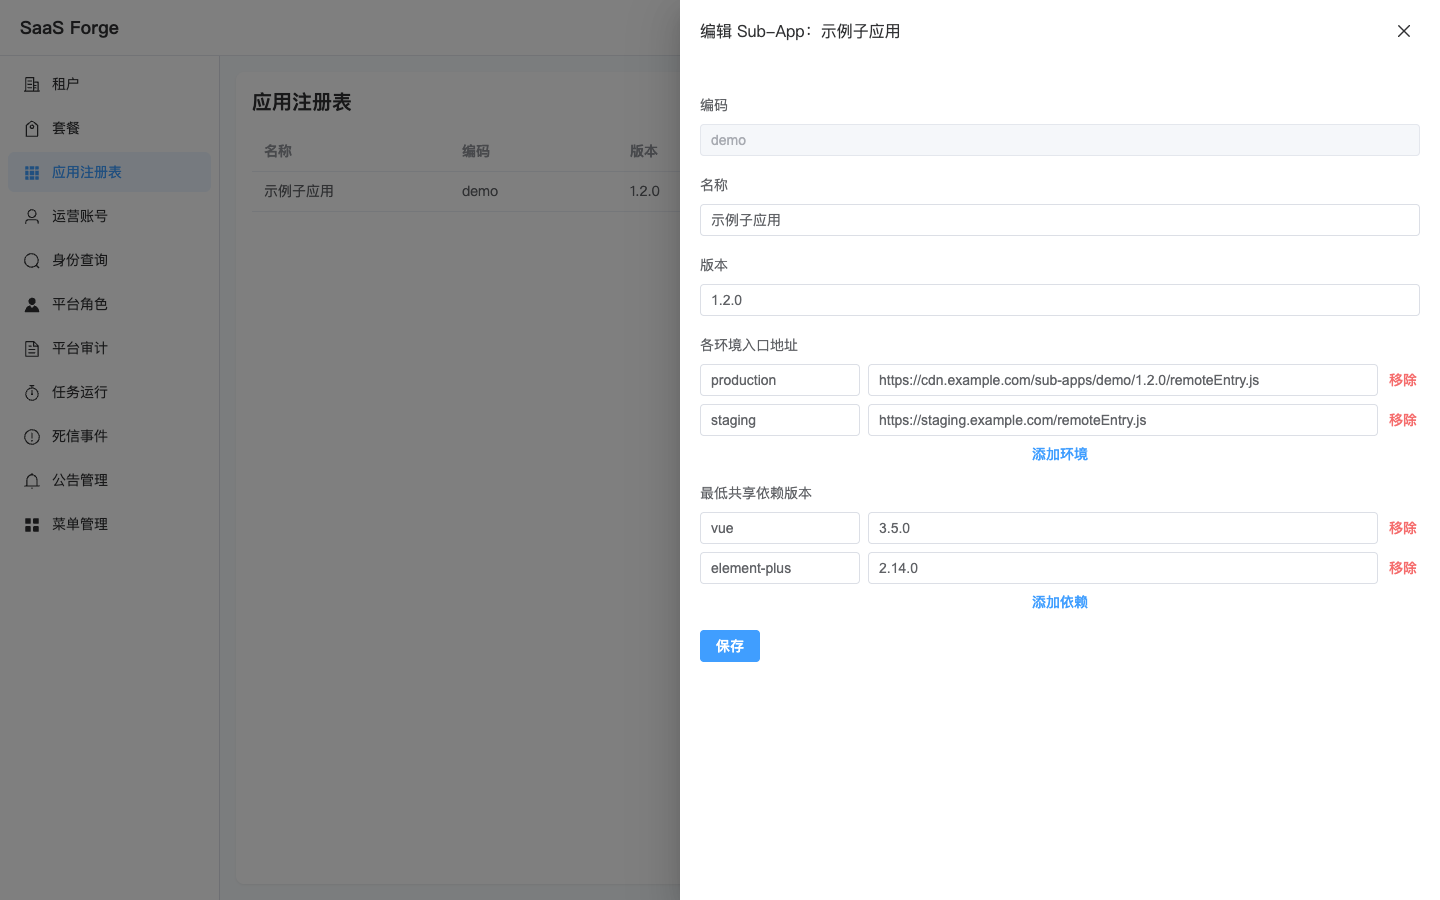 SaaS Forge
租户
套餐
应用注册表
运营账号
身份查询
平台角色
平台审计
任务运行
死信事件
公告管理
菜单管理
应用注册表
名称 编码 版本
示例子应用 demo 1.2.0
编辑 Sub-App：示例子应用
编码
demo
名称
示例子应用
版本
1.2.0
各环境入口地址
production https://cdn.example.com/sub-apps/demo/1.2.0/remoteEntry.js 移除
staging https://staging.example.com/remoteEntry.js 移除
添加环境
最低共享依赖版本
vue 3.5.0 移除
element-plus 2.14.0 移除
添加依赖
保存